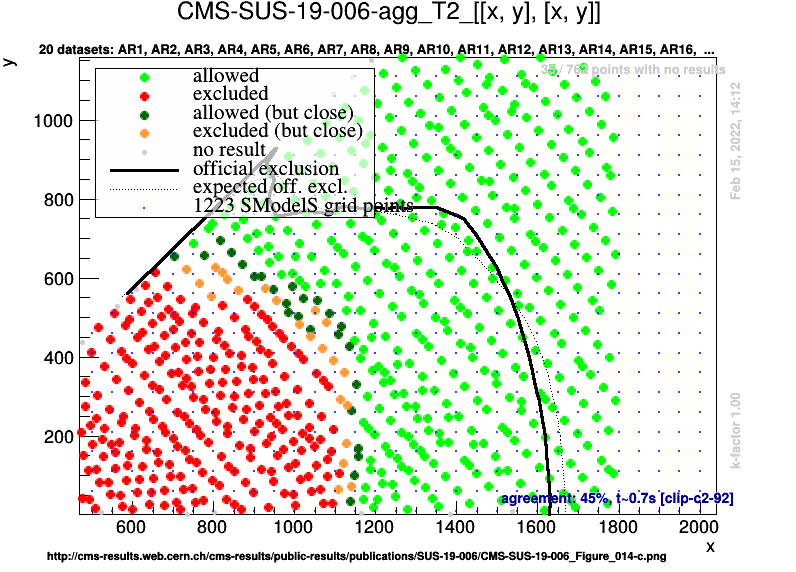 CMS-SUS-19-006-agg_T2_[[x, y], [x, y]]
20 datasets: AR1, AR2, AR3, AR4, AR5, AR6, AR7, AR8, AR9, AR10, AR11, AR12, AR13, AR14, AR15, AR16, ...
y
allowed
excluded
allowed (but close)
excluded (but close)
no result
official exclusion
expected off. excl.
1223 SModelS grid points
points with no results
Feb 15, 2022, 14:12
k-factor 1.00
1000
800
600
400
200
agreement: 45%, t~0.7s [clip-c2-92]
600 800 1000 1200 1400 1600 1800 2000
x
http://cms-results.web.cern.ch/cms-results/public-results/publications/SUS-19-006/CMS-SUS-19-006_Figure_014-c.png